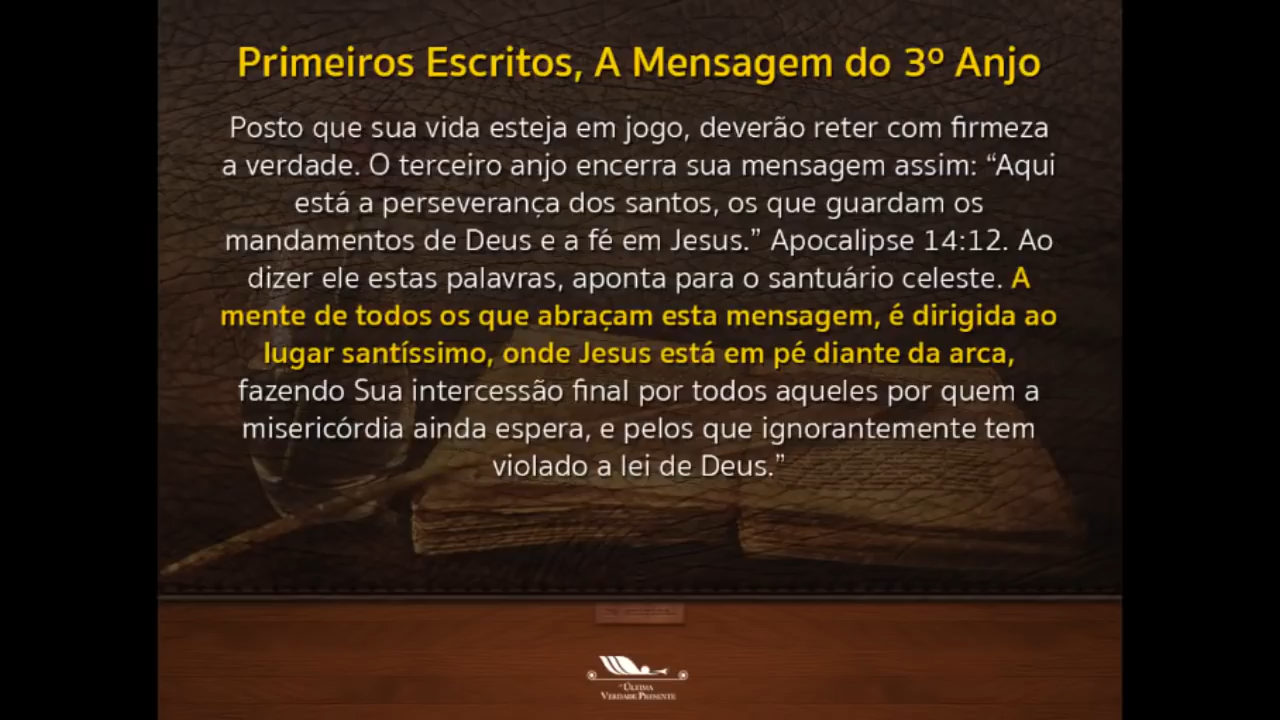 Primeiros Escritos, A Mensagem do 3º Anjo
Posto que sua vida esteja em jogo, deverão reter com firmeza
a verdade. O terceiro anjo encerra sua mensagem assim: “Aqui
está a perseverança dos santos, os que guardam os
mandamentos de Deus e a fé em Jesus.” Apocalipse 14:12. Ao
dizer ele estas palavras, aponta para o santuário celeste. A
mente de todos os que abraçam esta mensagem, é dirigida ao
lugar santíssimo, onde Jesus está em pé diante da arca,
fazendo Sua intercessão final por todos aqueles por quem a
misericórdia ainda espera, e pelos que ignorantemente tem
violado a lei de Deus.”
Última
Verdade Presente